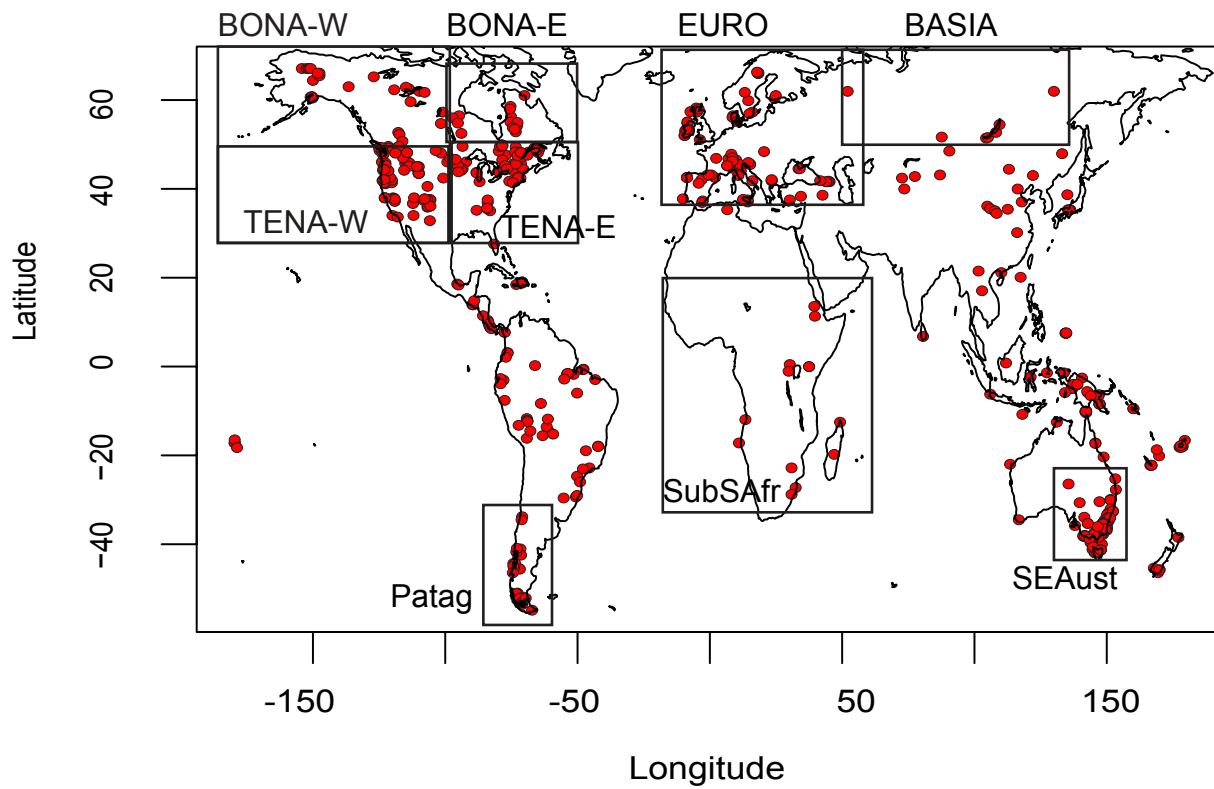 BONA-W BONA-E EURO BASIA
60
40
20
0
−20
−40
Latitude
TENA-W TENA-E
SubSAfr
Patag
SEAust
-150 -50 50 150
Longitude